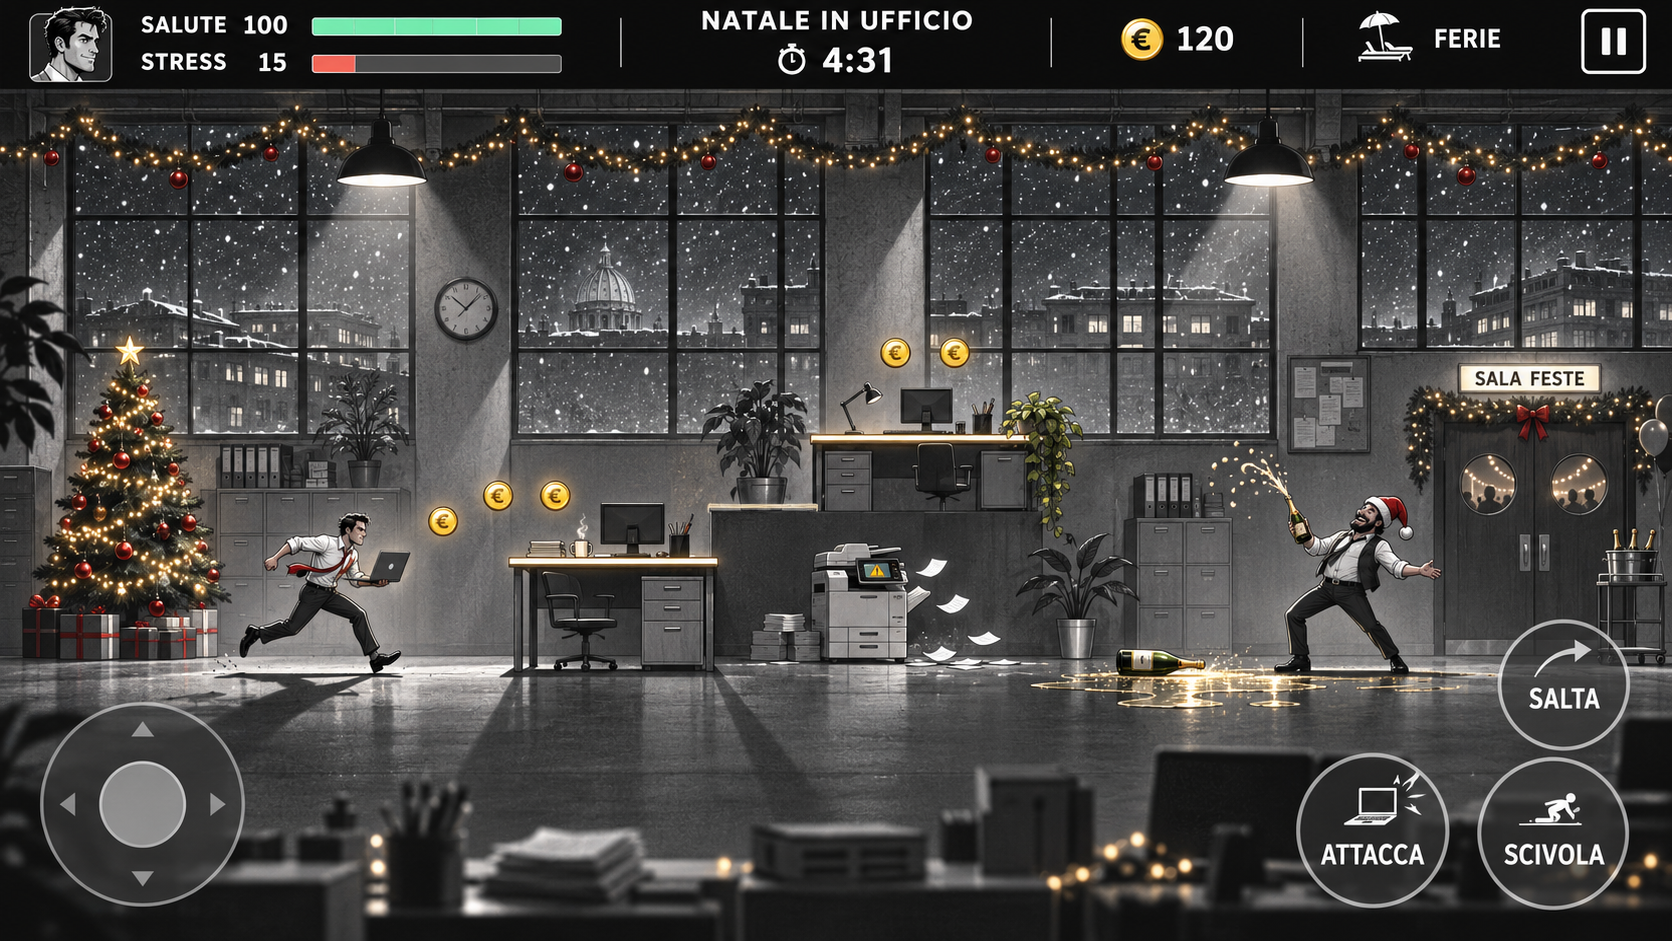 SALUTE 100
STRESS 15
NATALE IN UFFICIO
4:31
€ 120
FERIE
€ €
SALA FESTE
€ € €
SALTA
ATTACCA
SCIVOLA